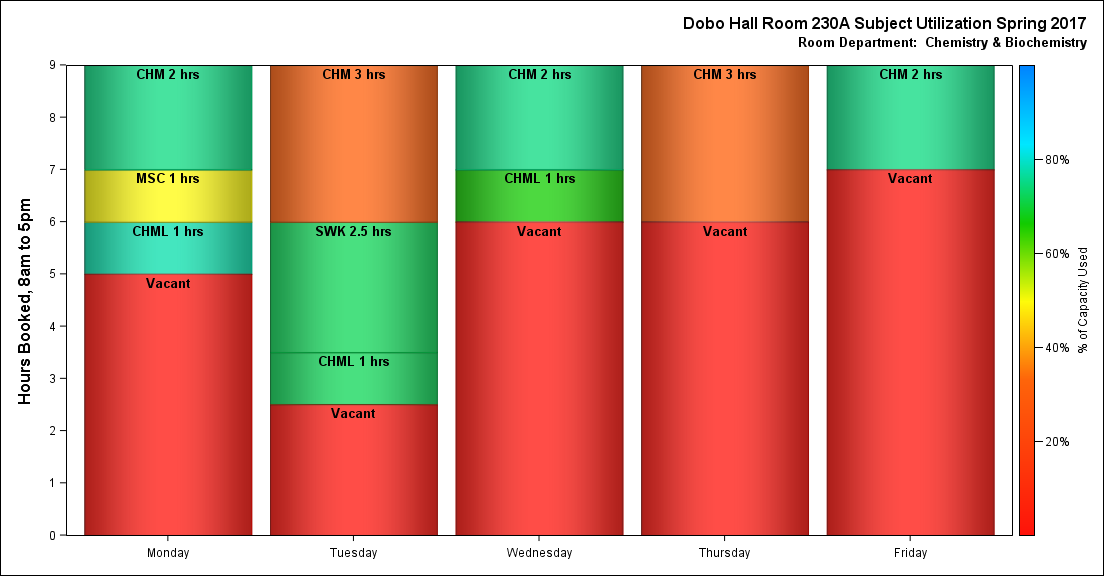 Dobo Hall Room 230A Subject Utilization Spring 2017
Room Department:  Chemistry & Biochemistry
Hours Booked, 8am to 5pm
9
8
7
6
5
4
3
2
1
0
CHM 2 hrs
MSC 1 hrs
CHML 1 hrs
Vacant
Monday
CHM 3 hrs
SWK 2.5 hrs
CHML 1 hrs
Vacant
Tuesday
CHM 2 hrs
CHML 1 hrs
Vacant
Wednesday
CHM 3 hrs
Vacant
Thursday
CHM 2 hrs
Vacant
Friday
80%
60%
40%
20%
% of Capacity Used